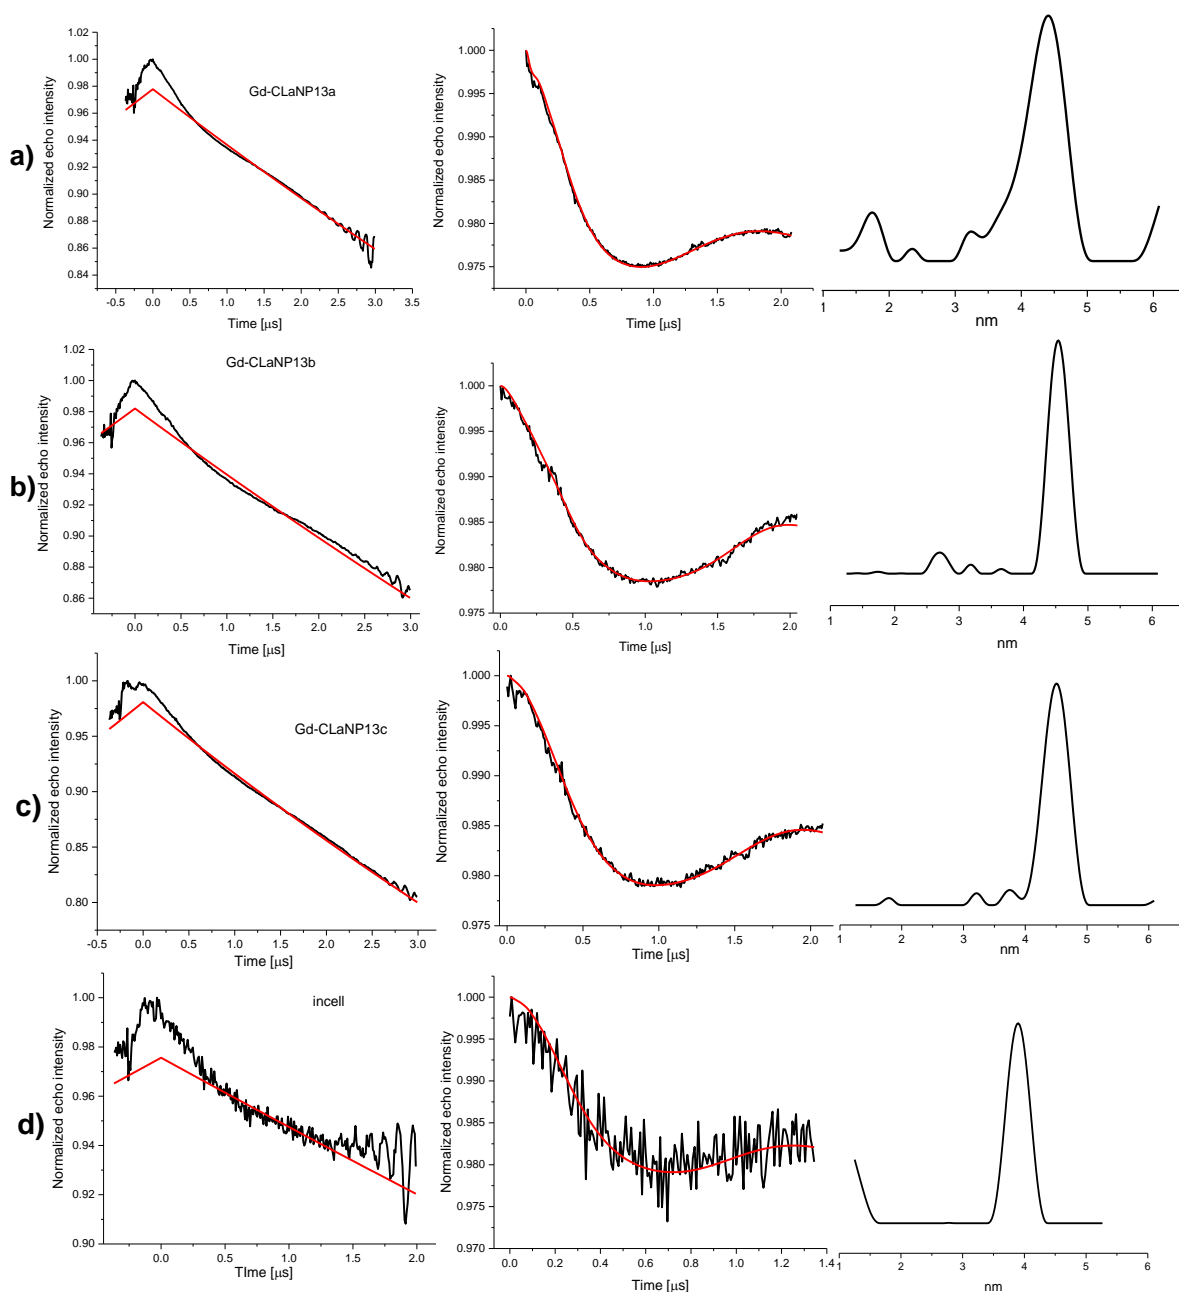 a)
Normalized echo intensity
1.02
1.00
0.98
0.96
0.94
0.92
0.90
0.88
0.86
0.84
Gd-CLaNP13a
-0.5 0.0 0.5 1.0 1.5 2.0 2.5 3.0 3.5
Time [μs]
Normalized echo intensity
1.000
0.995
0.990
0.985
0.980
0.975
0.0 0.5 1.0 1.5 2.0
Time [μs]
1 2 3 4 5 6
nm
b)
Normalized echo intensity
1.02
1.00
0.98
0.96
0.94
0.92
0.90
0.88
0.86
Gd-CLaNP13b
0.0 0.5 1.0 1.5 2.0 2.5 3.0
Time [μs]
Normalized echo intensity
1.000
0.995
0.990
0.985
0.980
0.975
0.0 0.5 1.0 1.5 2.0
Time [μs]
1 2 3 4 5 6
nm
c)
Normalized echo intensity
1.00
0.95
0.90
0.85
0.80
Gd-CLaNP13c
-0.5 0.0 0.5 1.0 1.5 2.0 2.5 3.0
Time [μs]
Normalized echo intensity
1.000
0.995
0.990
0.985
0.980
0.975
0.0 0.5 1.0 1.5 2.0
Time [μs]
1 2 3 4 5 6
nm
d)
Normalized echo intensity
1.00
0.98
0.96
0.94
0.92
0.90
incell
0.0 0.5 1.0 1.5 2.0
TIme [μs]
Normalized echo intensity
1.000
0.995
0.990
0.985
0.980
0.975
0.970
0.0 0.2 0.4 0.6 0.8 1.0 1.2 1.4
Time [μs]
1 2 3 4 5 6
nm